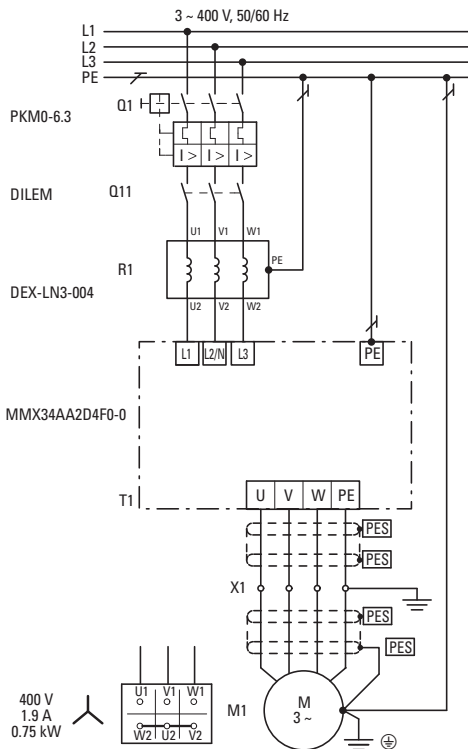 3 ~ 400 V, 50/60 Hz
L1
L2
L3
PE
Q1
PKM0-6.3
I > I > I >
DILEM
Q11
U1 V1 W1
PE
R1
DEX-LN3-004
U2 V2 W2
L1 L2/N L3 PE
MMX34AA2D4F0-0
U V W PE
T1
PES
PES
X1
PES
PES
U1 V1 W1
400 V
1.9 A
0.75 kW
W2 U2 V2
M1
M
3 ~